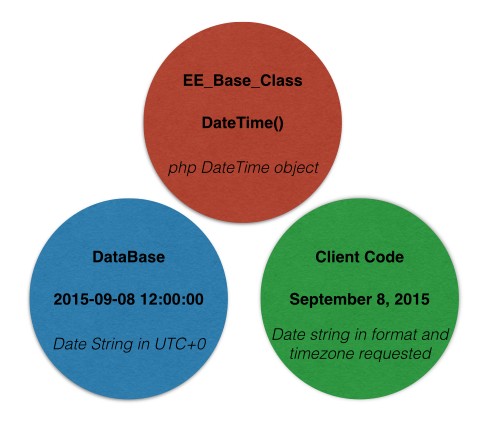 EE_Base_Class
DateTime()
php DateTime object
DataBase
2015-09-08 12:00:00
Date String in UTC+0
Client Code
September 8, 2015
Date string in format and
timezone requested